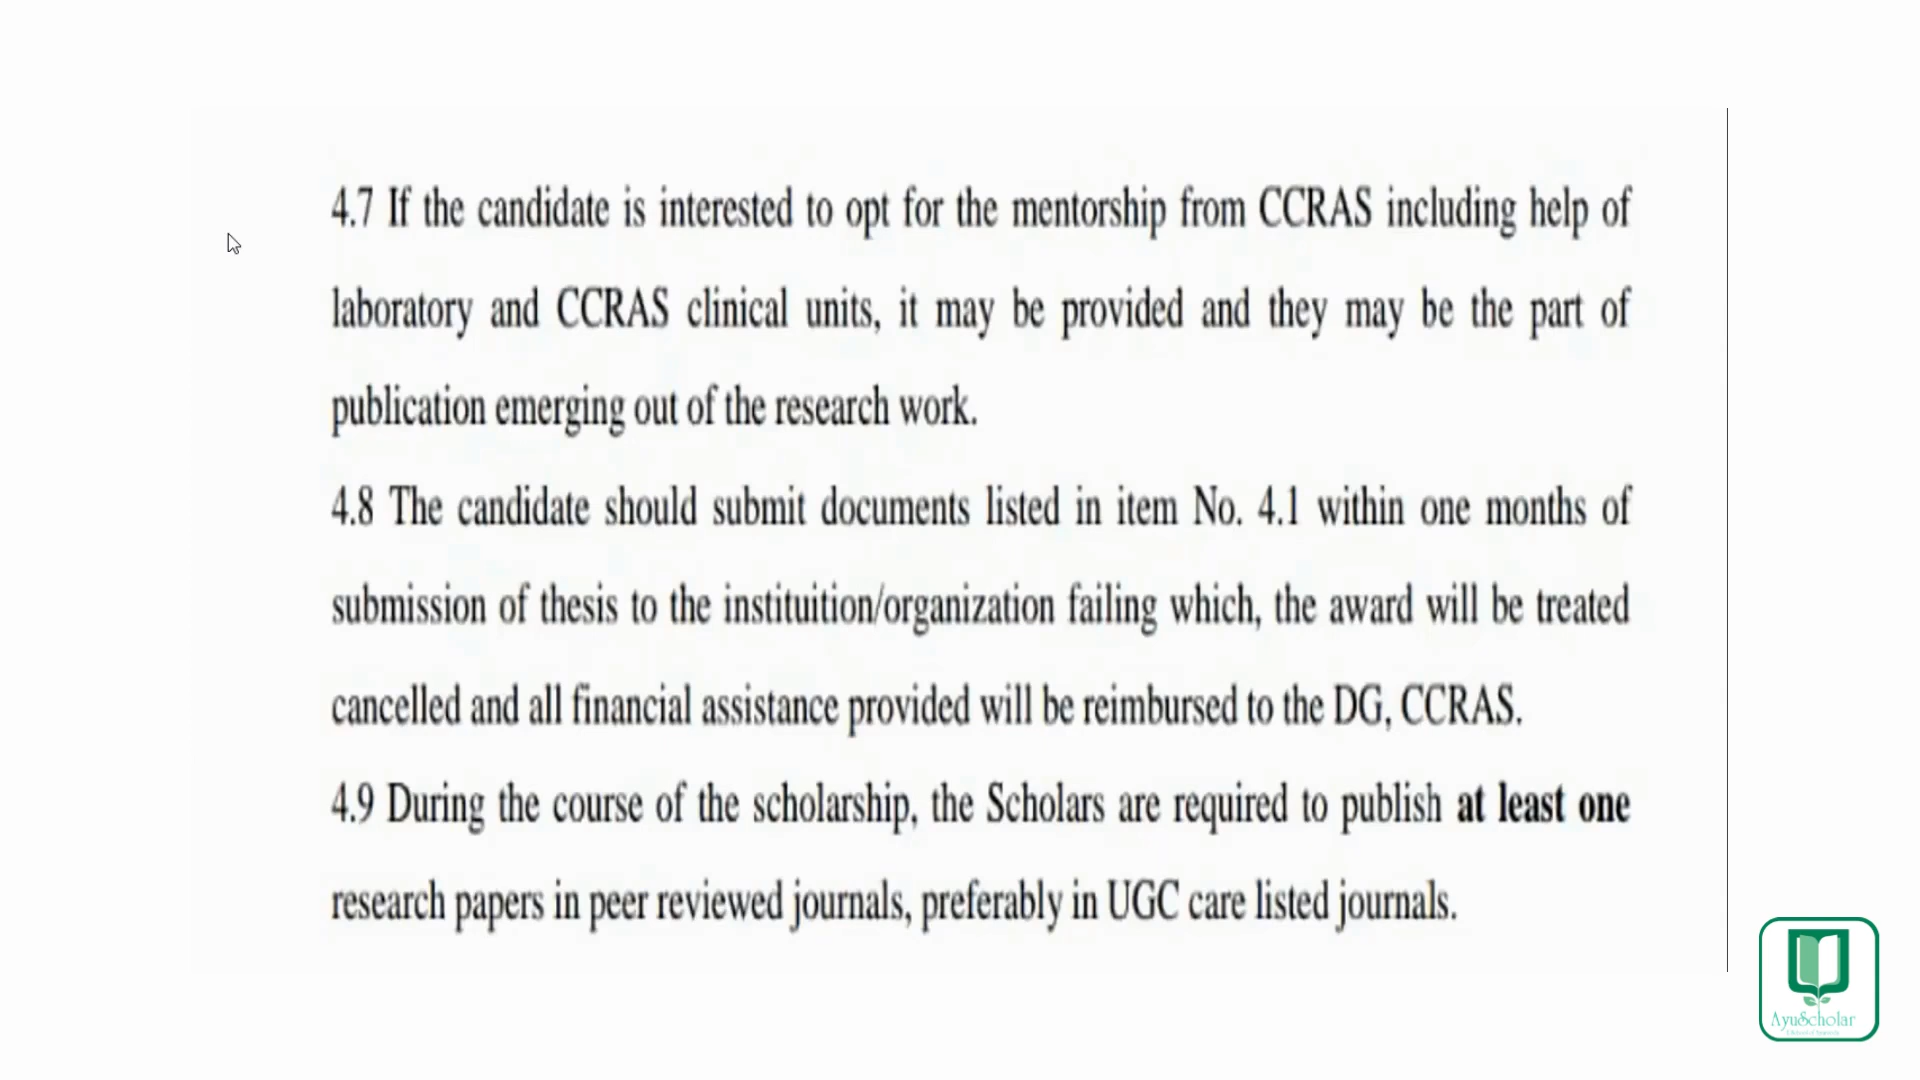 4.7 If the candidate is interested to opt for the mentorship from CCRAS including help of
laboratory and CCRAS clinical units, it may be provided and they may be the part of
publication emerging out of the research work.
4.8 The candidate should submit documents listed in item No. 4.1 within one months of
submission of thesis to the instituition/organization failing which, the award will be treated
cancelled and all financial assistance provided will be reimbursed to the DG, CCRAS.
4.9 During the course of the scholarship, the Scholars are required to publish at least one
research papers in peer reviewed journals, preferably in UGC care listed journals.
AyuScholar